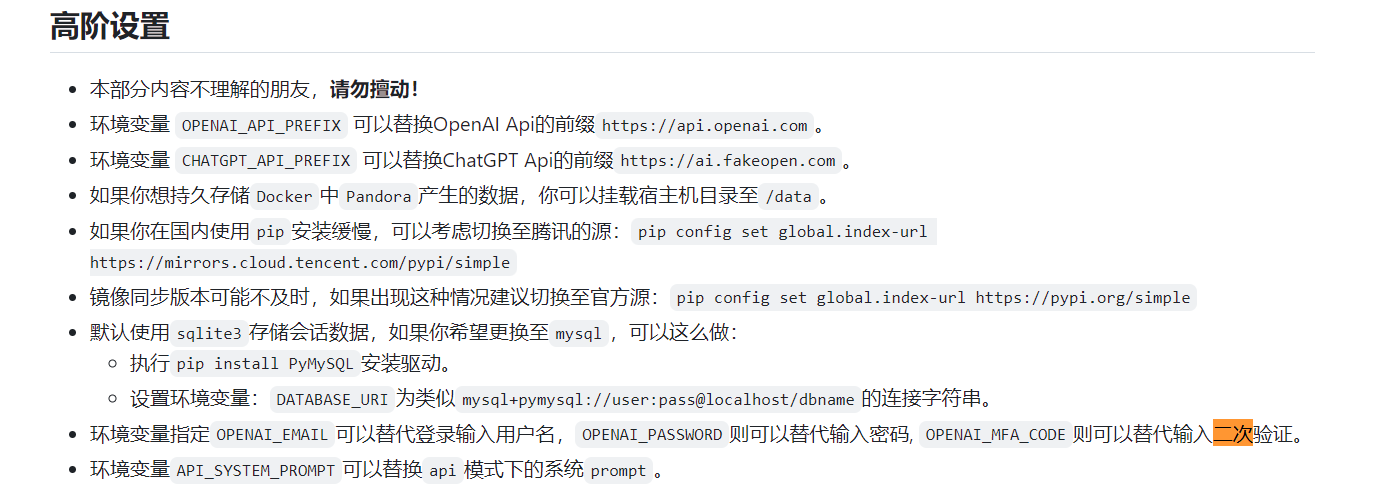 高阶设置
本部分内容不理解的朋友，请勿擅动！
环境变量 OPENAI_API_PREFIX 可以替换OpenAI Api的前缀 https://api.openai.com 。
环境变量 CHATGPT_API_PREFIX 可以替换ChatGPT Api的前缀 https://ai.fakeopen.com 。
如果你想持久存储 Docker 中 Pandora 产生的数据，你可以挂载宿主机目录至 /data 。
如果你在国内使用 pip 安装缓慢，可以考虑切换至腾讯的源： pip config set global.index-url
https://mirrors.cloud.tencent.com/pypi/simple
镜像同步版本可能不及时，如果出现这种情况建议切换至官方源： pip config set global.index-url https://pypi.org/simple
默认使用 sqlite3 存储会话数据，如果你希望更换至 mysql ，可以这么做：
执行 pip install PyMySQL 安装驱动。
设置环境变量： DATABASE_URI 为类似 mysql+pymysql://user:pass@localhost/dbname 的连接字符串。
环境变量指定 OPENAI_EMAIL 可以替代登录输入用户名， OPENAI_PASSWORD 则可以替代输入密码, OPENAI_MFA_CODE 则可以替代输入二次验证。
环境变量 API_SYSTEM_PROMPT 可以替换 api 模式下的系统 prompt 。